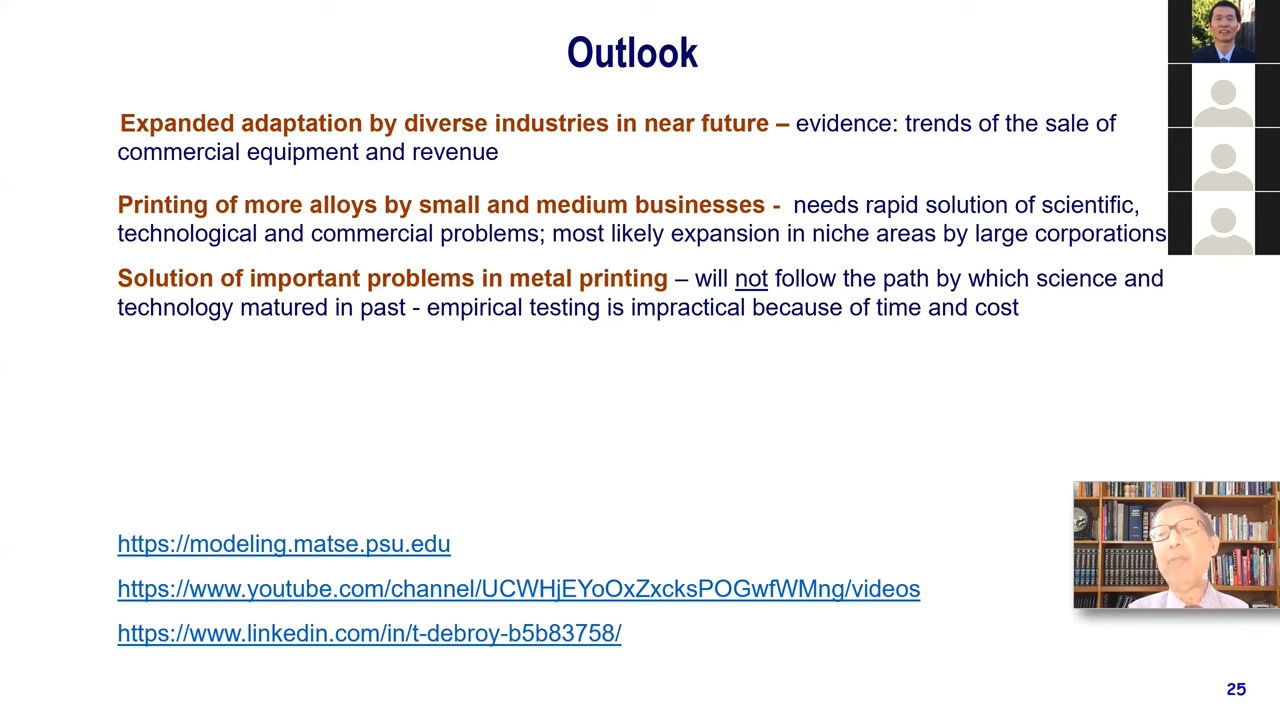 Outlook
Expanded adaptation by diverse industries in near future – evidence: trends of the sale of
commercial equipment and revenue
Printing of more alloys by small and medium businesses - needs rapid solution of scientific,
technological and commercial problems; most likely expansion in niche areas by large corporations
Solution of important problems in metal printing – will not follow the path by which science and
technology matured in past - empirical testing is impractical because of time and cost
https://modeling.matse.psu.edu
https://www.youtube.com/channel/UCWHjEYoOxZxcksPOGwfWMng/videos
https://www.linkedin.com/in/t-debroy-b5b83758/
25